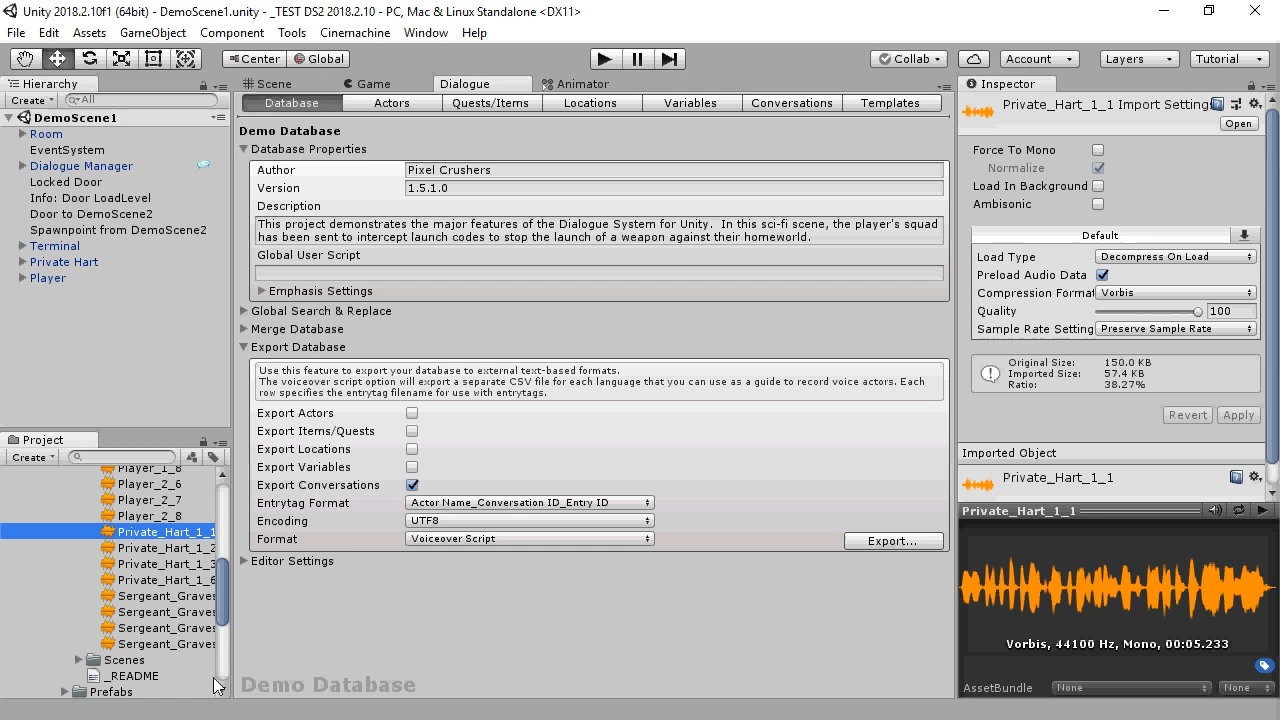 Unity 2018.2.10f1 (64bit) - DemoScene1.unity - _TEST DS2 2018.2.10 - PC, Mac & Linux Standalone <DX11>
File Edit Assets GameObject Component Tools Cinemachine Window Help
Center Global Collab Account Layers Tutorial
Hierarchy
Create All
DemoScene1
Room
EventSystem
Dialogue Manager
Locked Door
Info: Door LoadLevel
Door to DemoScene2
Spawnpoint from DemoScene2
Terminal
Private Hart
Player
Project
Create
Player_1_8
Player_2_6
Player_2_7
Player_2_8
Private_Hart_1_1
Private_Hart_1_2
Private_Hart_1_3
Private_Hart_1_6
Sergeant_Graves
Sergeant_Graves
Sergeant_Graves
Sergeant_Graves
Scenes
_README
Prefabs
Scene Game Dialogue Animator
Database Actors Quests/Items Locations Variables Conversations Templates
Demo Database
Database Properties
Author Pixel Crushers
Version 1.5.1.0
Description
This project demonstrates the major features of the Dialogue System for Unity. In this sci-fi scene, the player's squad
has been sent to intercept launch codes to stop the launch of a weapon against their homeworld.
Global User Script
Emphasis Settings
Global Search & Replace
Merge Database
Export Database
Use this feature to export your database to external text-based formats.
The voiceover script option will export a separate CSV file for each language that you can use as a guide to record voice actors. Each
row specifies the entrytag filename for use with entrytags.
Export Actors
Export Items/Quests
Export Locations
Export Variables
Export Conversations
Entrytag Format Actor Name_Conversation ID_Entry ID
Encoding UTF8
Format Voiceover Script Export...
Editor Settings
Demo Database
Inspector
Private_Hart_1_1 Import Settings
Open
Force To Mono
Normalize
Load In Background
Ambisonic
Default
Load Type Decompress On Load
Preload Audio Data
Compression Format Vorbis
Quality 100
Sample Rate Setting Preserve Sample Rate
Original Size: 150.0 KB
Imported Size: 57.4 KB
Ratio: 38.27%
Revert Apply
Imported Object
Private_Hart_1_1
Private_Hart_1_1
Vorbis, 44100 Hz, Mono, 00:05.233
AssetBundle None None